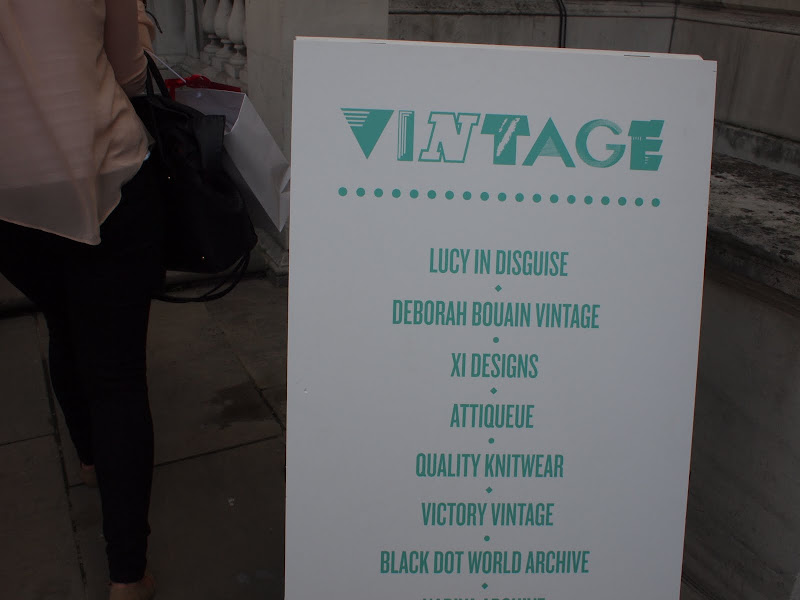 VINTAGE
LUCY IN DISGUISE
DEBORAH BOUAIN VINTAGE
XI DESIGNS
ATTIQUEUE
QUALITY KNITWEAR
VICTORY VINTAGE
BLACK DOT WORLD ARCHIVE